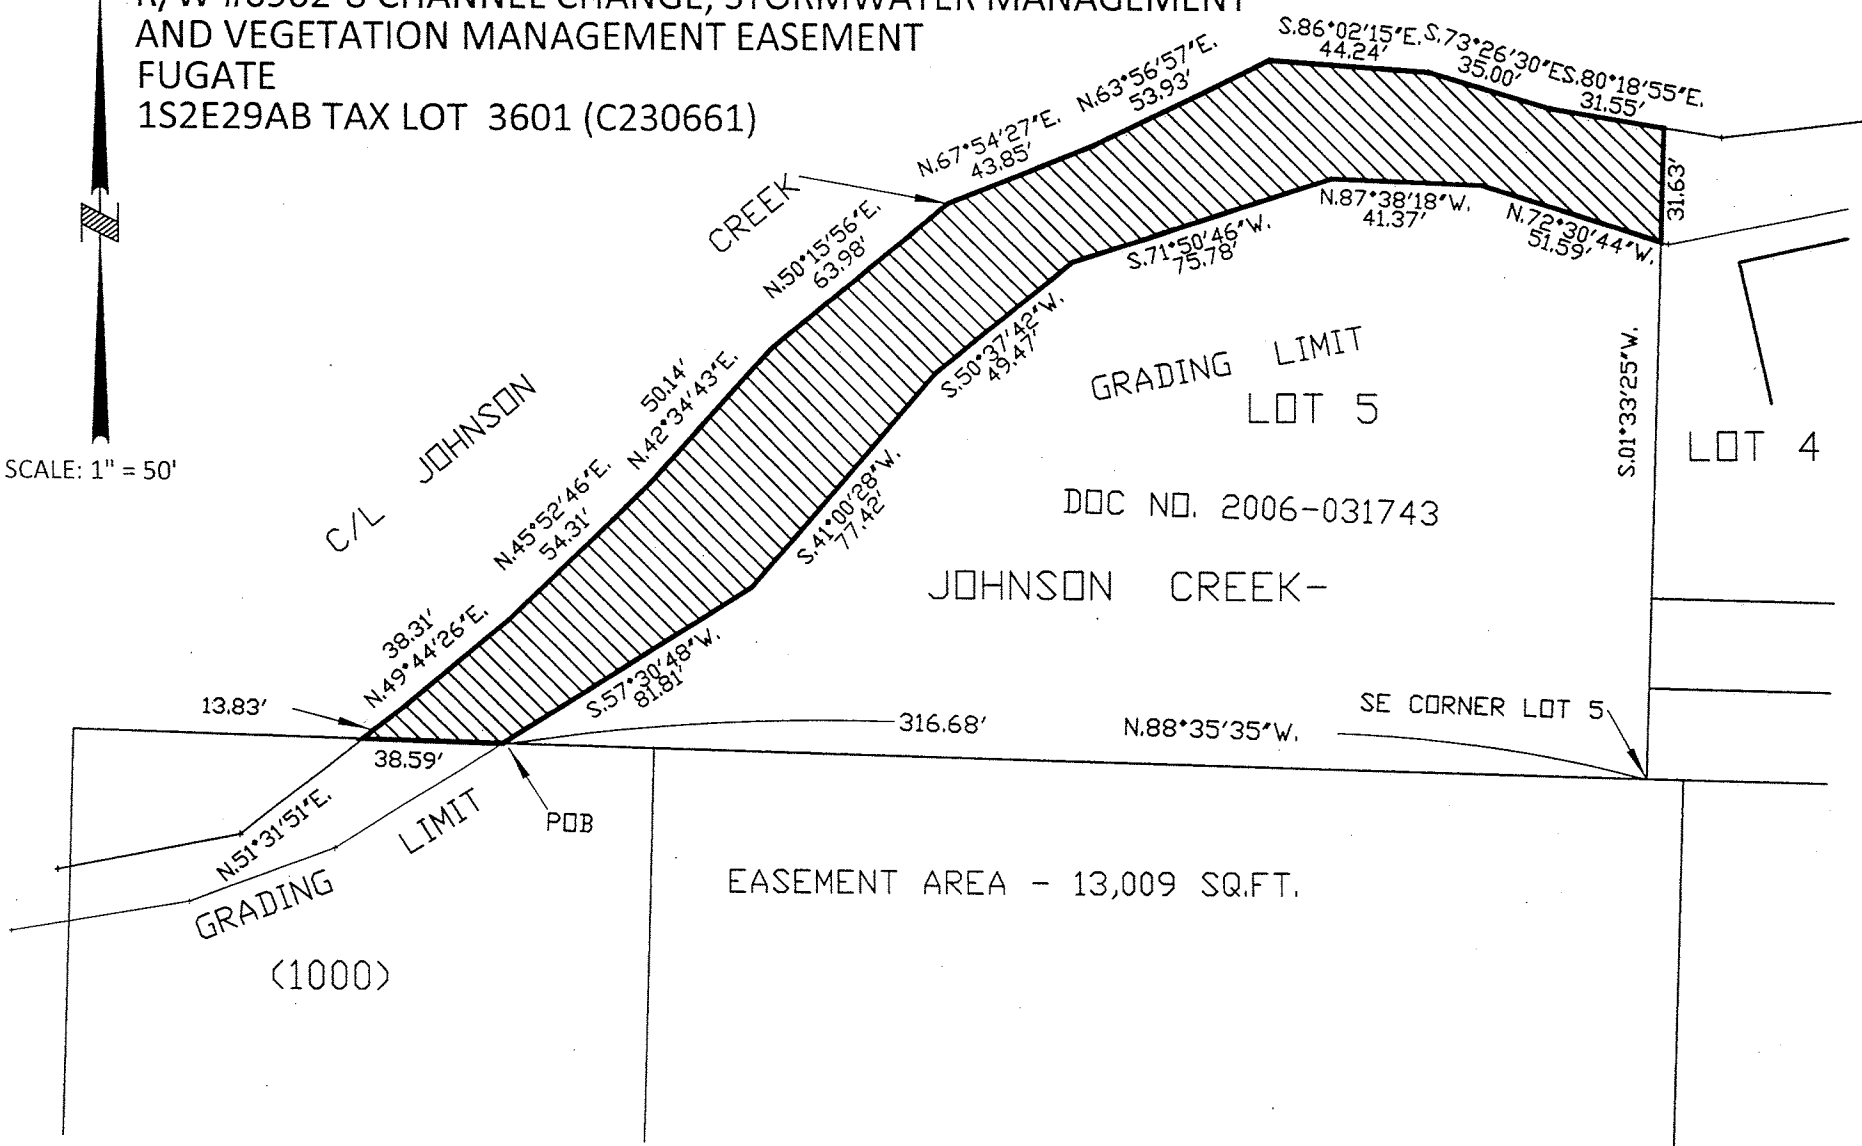 R/W #6962-8 CHANNEL CHANGE, STORMWATER MANAGEMENT
AND VEGETATION MANAGEMENT EASEMENT
FUGATE
1S2E29AB TAX LOT 3601 (C230661)
SCALE: 1" = 50'
S.86°02'15"E.
44.24'
S.73°26'30"E
35.00'
S.80°18'55"E.
31.55'
N.63°56'57"E.
53.93'
N.67°54'27"E.
43.85'
CREEK
N.50°15'56"E.
63.98'
31.63'
N.87°38'18"W.
41.37'
N.72°30'44"W.
51.59'
S.71°50'46"W.
75.78'
S.50°37'42"W.
49.47'
50.14'
N.42°34'43"E.
JOHNSON
C/L
N.45°52'46"E.
54.31'
GRADING LIMIT
LOT 5
S.01°33'25"W.
LOT 4
S.41°00'28"W.
77.42'
DOC NO. 2006-031743
JOHNSON CREEK-
38.31'
N.49°44'26"E.
S.57°30'48"W.
81.81'
13.83'
38.59'
316.68'
N.88°35'35"W.
SE CORNER LOT 5
POB
N.51°31'51"E.
GRADING LIMIT
EASEMENT AREA - 13,009 SQ.FT.
(1000)